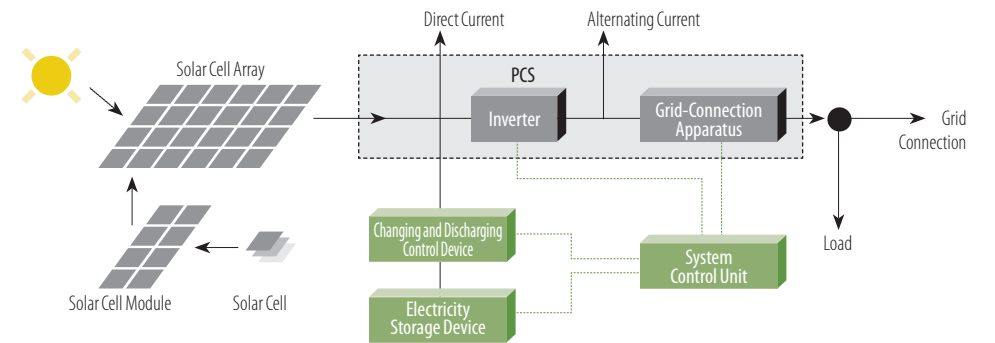 Direct Current
Alternating Current
Solar Cell Array
PCS
Inverter
Grid-Connection
Apparatus
Grid
Connection
Changing and Discharging
Control Device
System
Control Unit
Load
Solar Cell Module
Solar Cell
Electricity
Storage Device